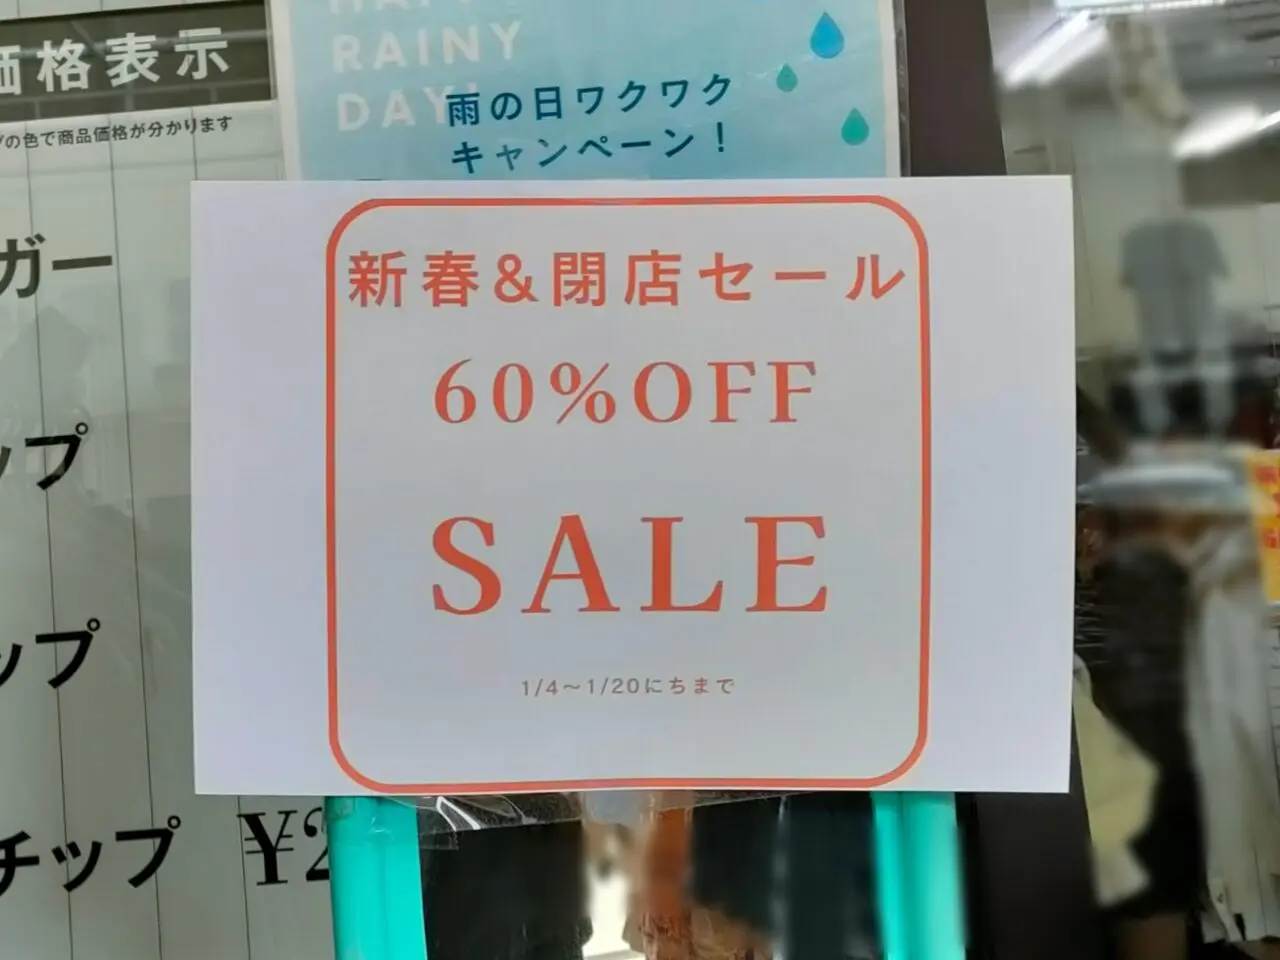 価格表示
の色で商品価格が分かります
ガー
ップ
ップ
チップ ¥2
RAINY
DAY!
雨の日ワクワク
キャンペーン！
新春&閉店セール
60%OFF
SALE
1/4～1/20にちまで